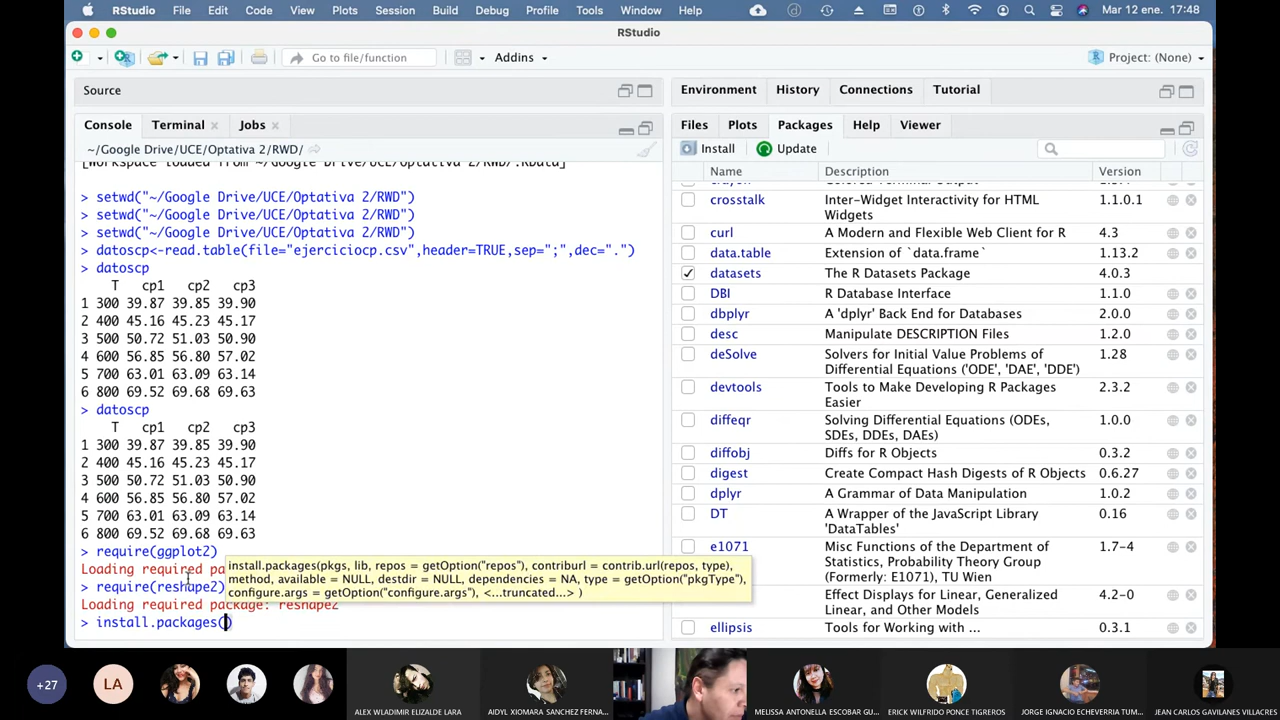 RStudio File Edit Code View Plots Session Build Debug Profile Tools Window Help Mar 12 ene. 17:48
RStudio
Go to file/function Addins Project: (None)
Source
Console Terminal Jobs
~/Google Drive/UCE/Optativa 2/RWD/
[Workspace loaded from ~/Google Drive/UCE/Optativa 2/RWD/.RData]
> setwd("~/Google Drive/UCE/Optativa 2/RWD")
> setwd("~/Google Drive/UCE/Optativa 2/RWD")
> setwd("~/Google Drive/UCE/Optativa 2/RWD")
> datoscp<-read.table(file="ejerciciocp.csv",header=TRUE,sep=";",dec=".")
> datoscp
T cp1 cp2 cp3
1 300 39.87 39.85 39.90
2 400 45.16 45.23 45.17
3 500 50.72 51.03 50.90
4 600 56.85 56.80 57.02
5 700 63.01 63.09 63.14
6 800 69.52 69.68 69.63
> datoscp
T cp1 cp2 cp3
1 300 39.87 39.85 39.90
2 400 45.16 45.23 45.17
3 500 50.72 51.03 50.90
4 600 56.85 56.80 57.02
5 700 63.01 63.09 63.14
6 800 69.52 69.68 69.63
> require(ggplot2)
Loading required pa
> require(reshape2)
Loading required package: reshape2
> install.packages()
install.packages(pkgs, lib, repos = getOption("repos"), contriburl = contrib.url(repos, type),
method, available = NULL, destdir = NULL, dependencies = NA, type = getOption("pkgType"),
configure.args = getOption("configure.args"), <...truncated...> )
Environment History Connections Tutorial
Files Plots Packages Help Viewer
Install Update
Name Description Version
crosstalk Inter-Widget Interactivity for HTML 1.1.0.1
Widgets
curl A Modern and Flexible Web Client for R 4.3
data.table Extension of `data.frame` 1.13.2
datasets The R Datasets Package 4.0.3
DBI R Database Interface 1.1.0
dbplyr A 'dplyr' Back End for Databases 2.0.0
desc Manipulate DESCRIPTION Files 1.2.0
deSolve Solvers for Initial Value Problems of 1.28
Differential Equations ('ODE', 'DAE', 'DDE')
devtools Tools to Make Developing R Packages 2.3.2
Easier
diffeqr Solving Differential Equations (ODEs, 1.0.0
SDEs, DDEs, DAEs)
diffobj Diffs for R Objects 0.3.2
digest Create Compact Hash Digests of R Objects 0.6.27
dplyr A Grammar of Data Manipulation 1.0.2
DT A Wrapper of the JavaScript Library 0.16
'DataTables'
e1071 Misc Functions of the Department of 1.7-4
Statistics, Probability Theory Group
(Formerly: E1071), TU Wien
Effect Displays for Linear, Generalized 4.2-0
Linear, and Other Models
ellipsis Tools for Working with ... 0.3.1
+27
LA
ALEX WLADIMIR ELIZALDE LARA
AIDYL XIOMARA SANCHEZ FERNA...
MELISSA ANTONELLA ESCOBAR GU...
ERICK WILFRIDO PONCE TIGREROS
JORGE IGNACIO ECHEVERRIA TUM...
JEAN CARLOS GAVILANES VILLACRES